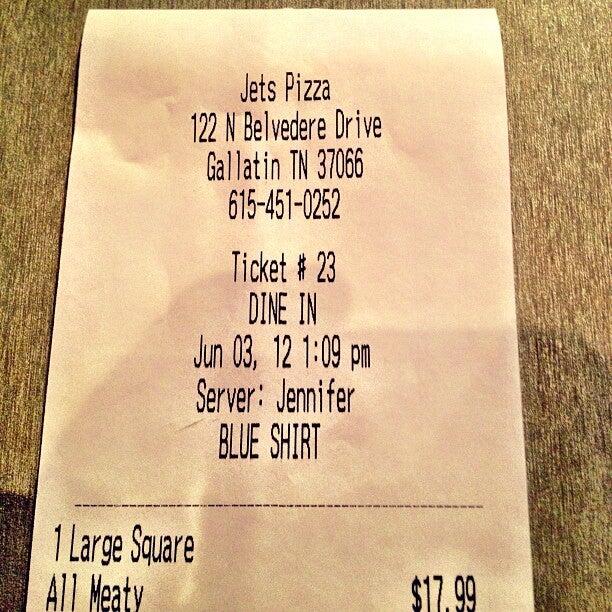 Jets Pizza
122 N Belvedere Drive
Gallatin TN 37066
615-451-0252
Ticket # 23
DINE IN
Jun 03, 12 1:09 pm
Server: Jennifer
BLUE SHIRT
1 Large Square
All Meaty $17.99